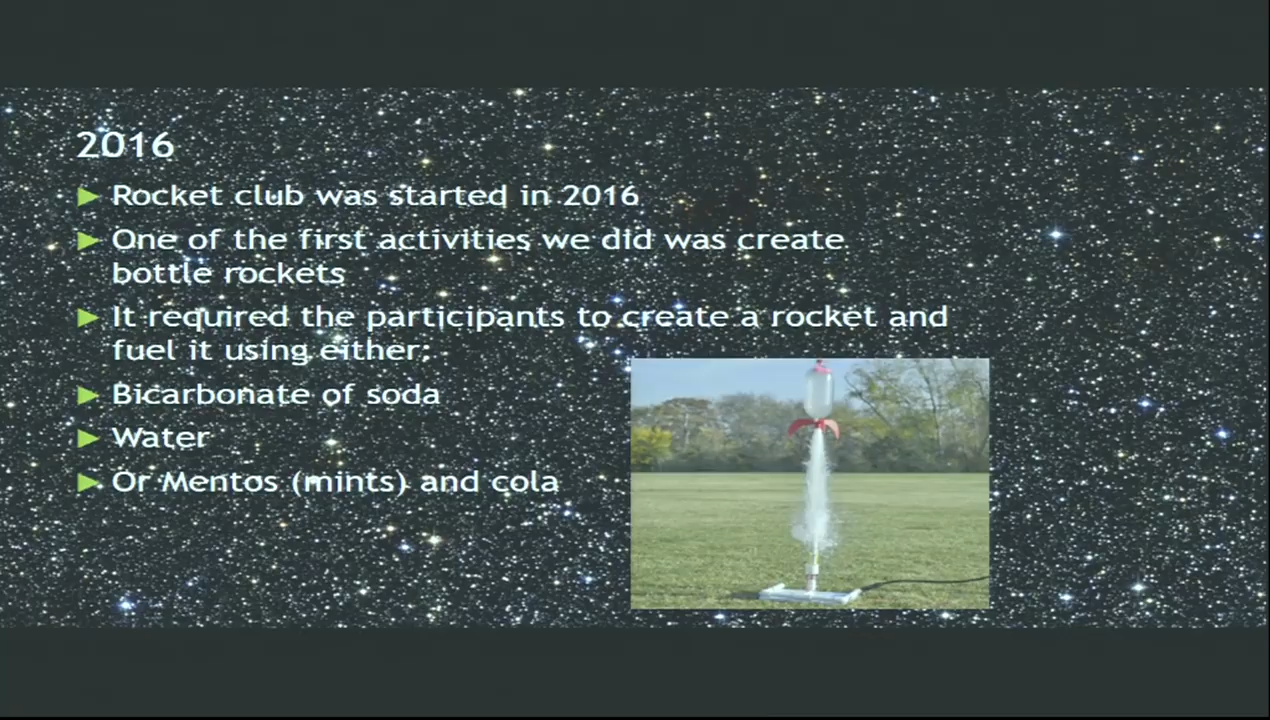 2016
Rocket club was started in 2016
One of the first activities we did was create
bottle rockets
It required the participants to create a rocket and
fuel it using either:
Bicarbonate of soda
Water
Or Mentos (mints) and cola